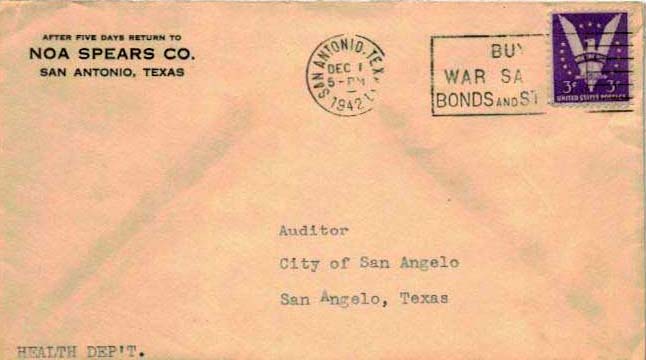 AFTER FIVE DAYS RETURN TO
NOA SPEARS CO.
SAN ANTONIO, TEXAS
SAN ANTONIO, TEX.
DEC 1
5-PM
1942
BUY
WAR SA
BONDS AND ST
3¢ 3¢
UNITED STATES POSTAGE
Auditor
City of San Angelo
San Angelo, Texas
HEALTH DEP'T.